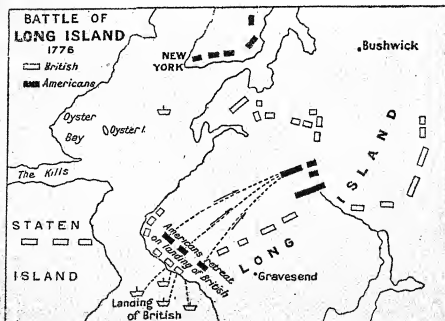 BATTLE OF
LONG ISLAND
1776
British
Americans
NEW
YORK
Bushwick
Oyster
Bay
Oyster I.
The Kills
STATEN
ISLAND
LONG
ISLAND
Americans retreat
on landing of British
Gravesend
Landing
of British